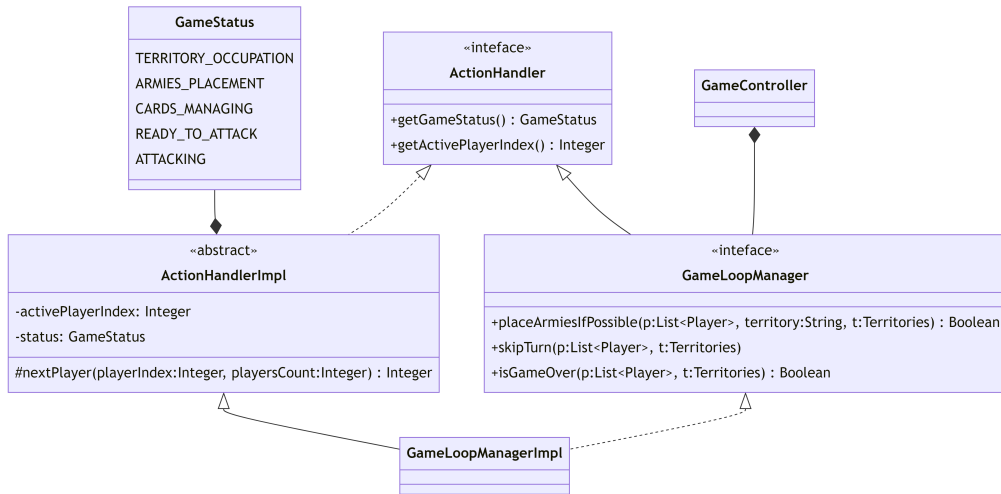 GameStatus
TERRITORY_OCCUPATION
ARMIES_PLACEMENT
CARDS_MANAGING
READY_TO_ATTACK
ATTACKING
«inteface»
ActionHandler
+getGameStatus() : GameStatus
+getActivePlayerIndex() : Integer
GameController
«abstract»
ActionHandlerImpl
-activePlayerIndex: Integer
-status: GameStatus
#nextPlayer(playerIndex:Integer, playersCount:Integer) : Integer
«inteface»
GameLoopManager
+placeArmiesIfPossible(p:List<Player>, territory:String, t:Territories) : Boolean
+skipTurn(p:List<Player>, t:Territories)
+isGameOver(p:List<Player>, t:Territories) : Boolean
GameLoopManagerImpl